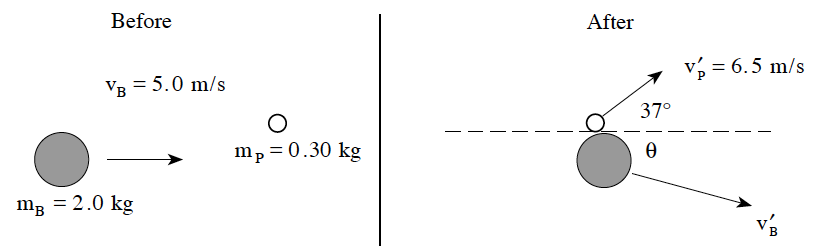 Before
v_B = 5.0 m/s
m_P = 0.30 kg
m_B = 2.0 kg
After
v′_P = 6.5 m/s
37°
θ
v′_B